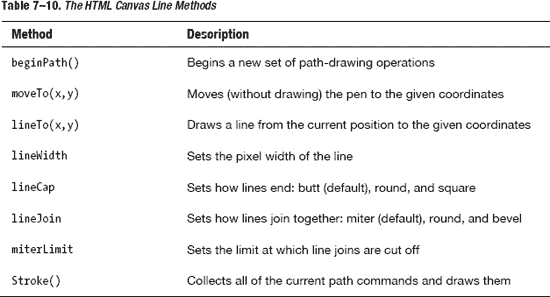 Table 7–10. The HTML Canvas Line Methods
Method Description
beginPath() Begins a new set of path-drawing operations
moveTo(x,y) Moves (without drawing) the pen to the given coordinates
lineTo(x,y) Draws a line from the current position to the given coordinates
lineWidth Sets the pixel width of the line
lineCap Sets how lines end: butt (default), round, and square
lineJoin Sets how lines join together: miter (default), round, and bevel
miterLimit Sets the limit at which line joins are cut off
Stroke() Collects all of the current path commands and draws them